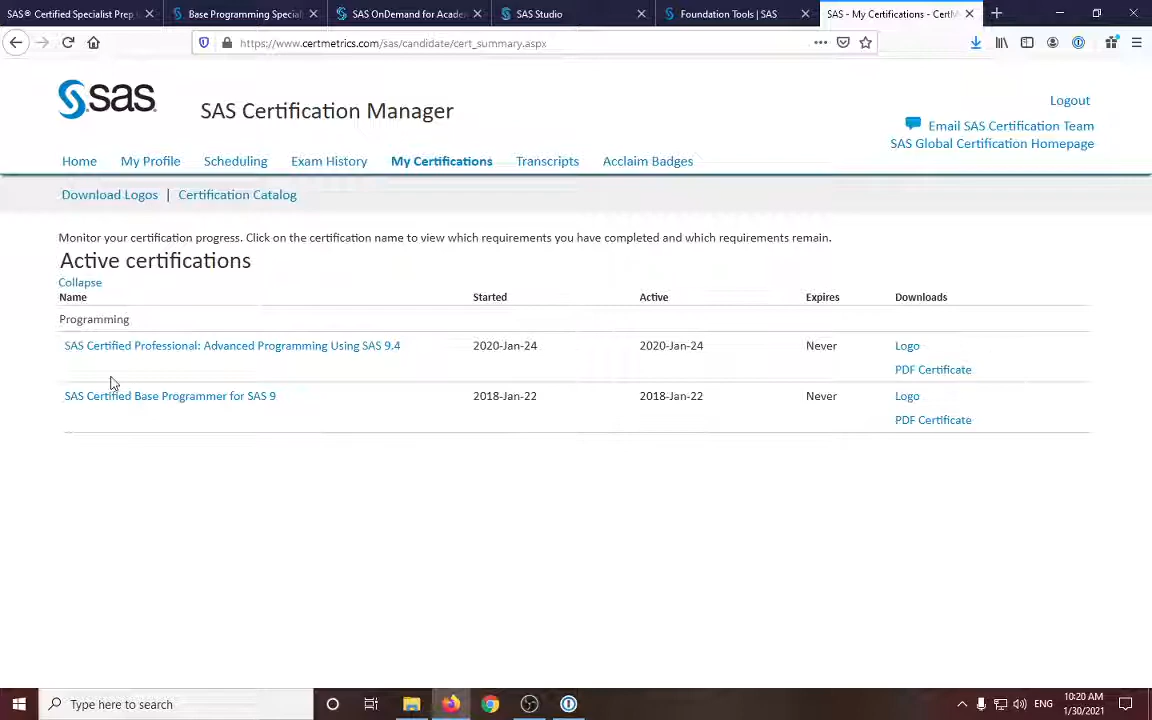 SAS® Certified Specialist Prep
Base Programming Special
SAS OnDemand for Acade
SAS Studio
Foundation Tools | SAS
SAS - My Certifications - CertM
https://www.certmetrics.com/sas/candidate/cert_summary.aspx
sas
SAS Certification Manager
Logout
Email SAS Certification Team
SAS Global Certification Homepage
Home My Profile Scheduling Exam History My Certifications Transcripts Acclaim Badges
Download Logos | Certification Catalog
Monitor your certification progress. Click on the certification name to view which requirements you have completed and which requirements remain.
Active certifications
Collapse
Name Started Active Expires Downloads
Programming
SAS Certified Professional: Advanced Programming Using SAS 9.4 2020-Jan-24 2020-Jan-24 Never Logo
PDF Certificate
SAS Certified Base Programmer for SAS 9 2018-Jan-22 2018-Jan-22 Never Logo
PDF Certificate
Type here to search
ENG
10:20 AM
1/30/2021